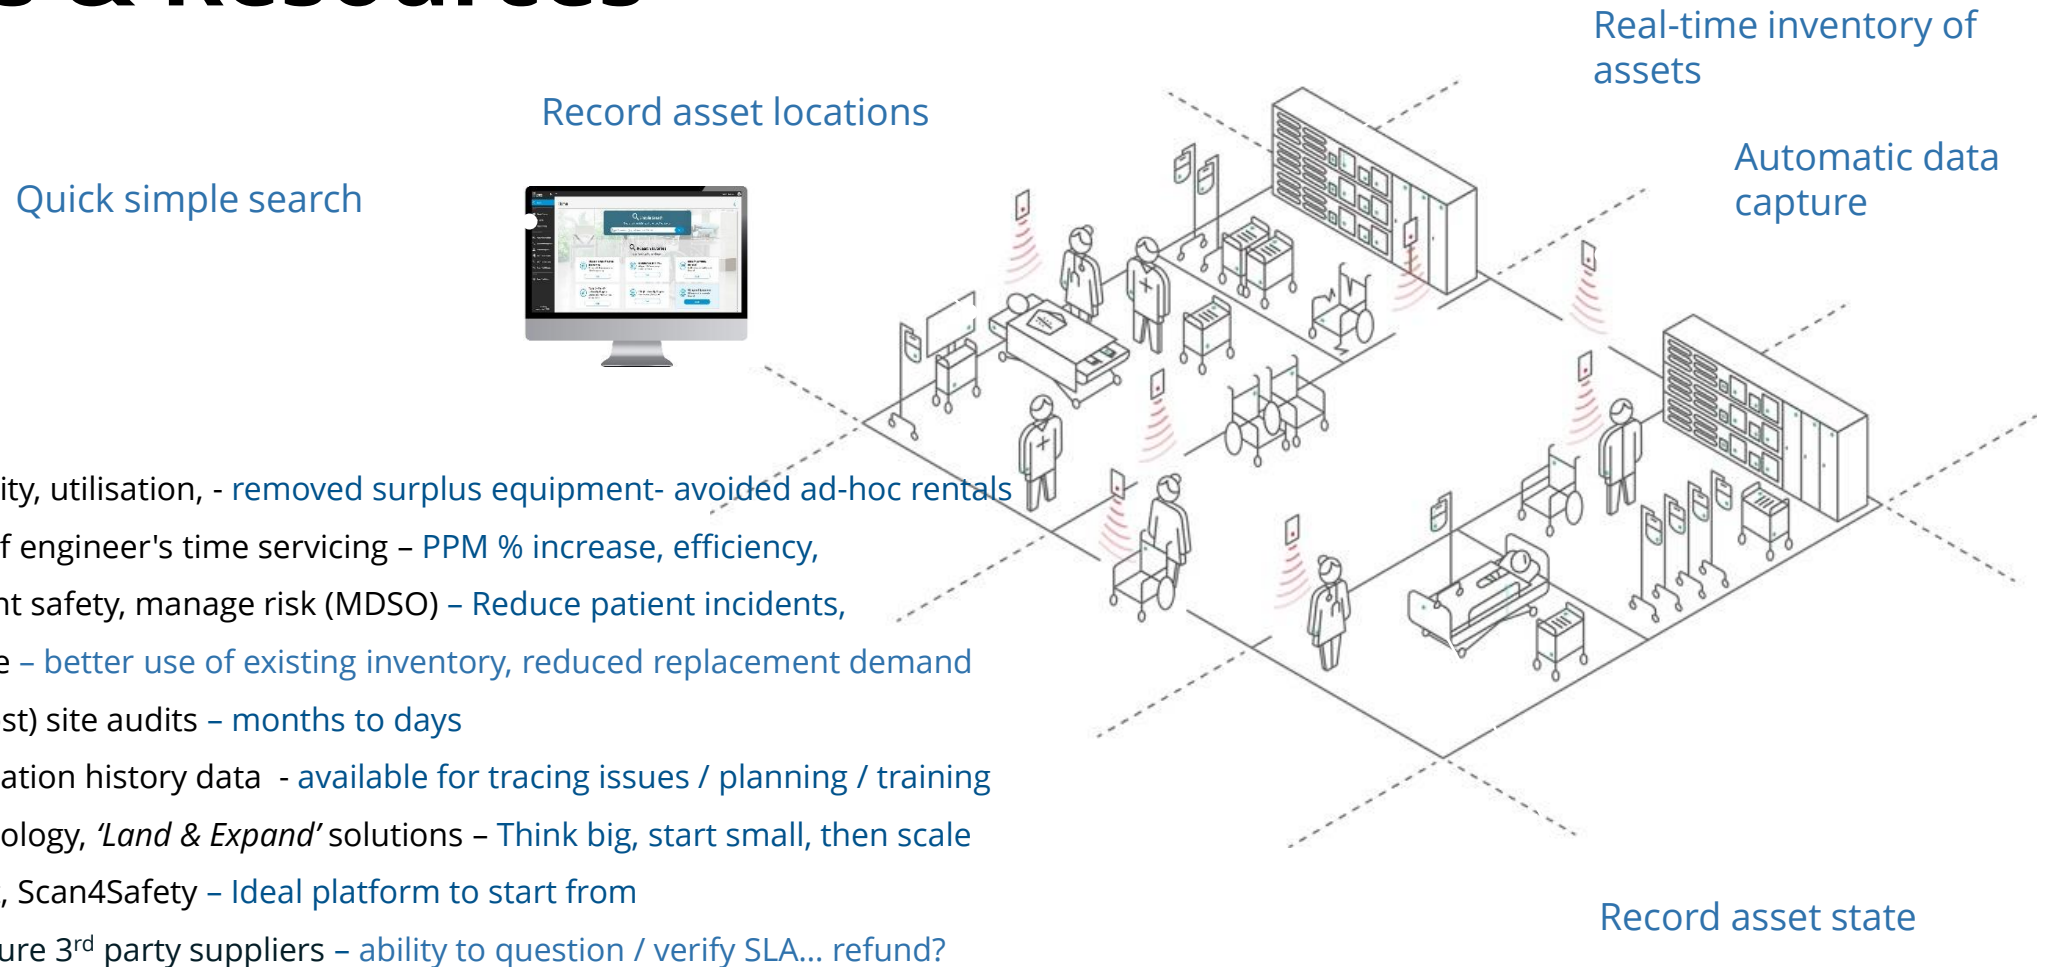 & Resources
Real-time inventory of
assets
Record asset locations
Automatic data
capture
Quick simple search
ity, utilisation, - removed surplus equipment- avoided ad-hoc rentals
f engineer's time servicing – PPM % increase, efficiency,
nt safety, manage risk (MDSO) – Reduce patient incidents,
e – better use of existing inventory, reduced replacement demand
st) site audits – months to days
ation history data - available for tracing issues / planning / training
ology, ‘Land & Expand’ solutions – Think big, start small, then scale
, Scan4Safety – Ideal platform to start from
ure 3rd party suppliers – ability to question / verify SLA... refund?
Record asset state